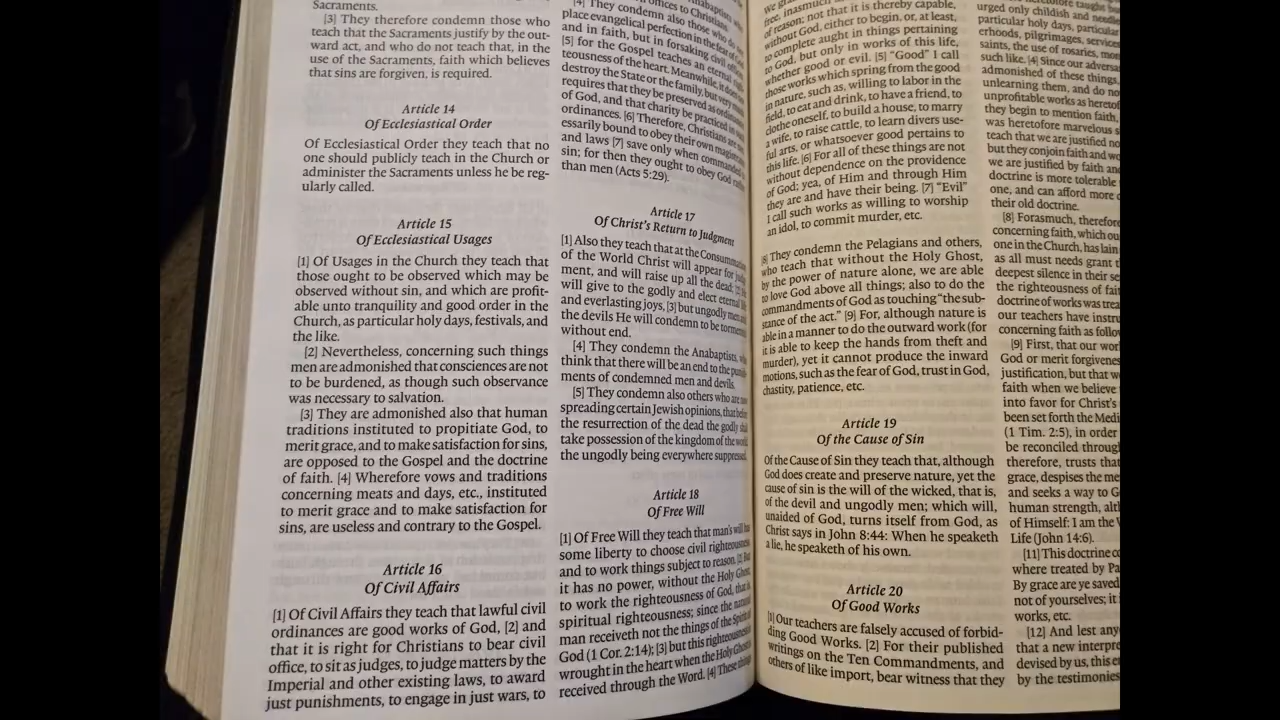 Sacraments.
[3] They therefore condemn those who
teach that the Sacraments justify by the out-
ward act, and who do not teach that, in the
use of the Sacraments, faith which believes
that sins are forgiven, is required.
Article 14
Of Ecclesiastical Order
Of Ecclesiastical Order they teach that no
one should publicly teach in the Church or
administer the Sacraments unless he be reg-
ularly called.
Article 15
Of Ecclesiastical Usages
[1] Of Usages in the Church they teach that
those ought to be observed which may be
observed without sin, and which are profit-
able unto tranquility and good order in the
Church, as particular holy days, festivals, and
the like.
[2] Nevertheless, concerning such things
men are admonished that consciences are not
to be burdened, as though such observance
was necessary to salvation.
[3] They are admonished also that human
traditions instituted to propitiate God, to
merit grace, and to make satisfaction for sins,
are opposed to the Gospel and the doctrine
of faith. [4] Wherefore vows and traditions
concerning meats and days, etc., instituted
to merit grace and to make satisfaction for
sins, are useless and contrary to the Gospel.
Article 16
Of Civil Affairs
[1] Of Civil Affairs they teach that lawful civil
ordinances are good works of God, [2] and
that it is right for Christians to bear civil
office, to sit as judges, to judge matters by the
Imperial and other existing laws, to award
just punishments, to engage in just wars, to
offices to Christians.
[4] They condemn also those who do not
place evangelical perfection in the fear of God
and in faith, but in forsaking civil offices,
[5] for the Gospel teaches an eternal righ-
teousness of the heart. Meanwhile, it does not
destroy the State or the family, but very much
requires that they be preserved as ordinances
of God, and that charity be practiced in such
ordinances. [6] Therefore, Christians are nec-
essarily bound to obey their own magistrates
and laws [7] save only when commanded to
sin; for then they ought to obey God rather
than men (Acts 5:29).
Article 17
Of Christ's Return to Judgment
[1] Also they teach that at the Consummation
of the World Christ will appear for judg-
ment, and will raise up all the dead; [2] He
will give to the godly and elect eternal life
and everlasting joys, [3] but ungodly men and
the devils He will condemn to be tormented
without end.
[4] They condemn the Anabaptists, who
think that there will be an end to the punish-
ments of condemned men and devils.
[5] They condemn also others who are now
spreading certain Jewish opinions, that before
the resurrection of the dead the godly shall
take possession of the kingdom of the world,
the ungodly being everywhere suppressed.
Article 18
Of Free Will
[1] Of Free Will they teach that man's will has
some liberty to choose civil righteousness
and to work things subject to reason. [2] But
it has no power, without the Holy Ghost,
to work the righteousness of God, that is,
spiritual righteousness; since the natural
man receiveth not the things of the Spirit of
God (1 Cor. 2:14); [3] but this righteousness is
wrought in the heart when the Holy Ghost is
received through the Word. [4] These things
free, inasmuch
of reason; not that it is thereby capable,
without God, either to begin, or, at least,
to complete aught in things pertaining
to God, but only in works of this life,
whether good or evil. [5] "Good" I call
those works which spring from the good
in nature, such as, willing to labor in the
field, to eat and drink, to have a friend, to
clothe oneself, to build a house, to marry
a wife, to raise cattle, to learn divers use-
ful arts, or whatsoever good pertains to
this life. [6] For all of these things are not
without dependence on the providence
of God; yea, of Him and through Him
they are and have their being. [7] "Evil"
I call such works as willing to worship
an idol, to commit murder, etc.
[8] They condemn the Pelagians and others,
who teach that without the Holy Ghost,
by the power of nature alone, we are able
to love God above all things; also to do the
commandments of God as touching "the sub-
stance of the act." [9] For, although nature is
able in a manner to do the outward work (for
it is able to keep the hands from theft and
murder), yet it cannot produce the inward
motions, such as the fear of God, trust in God,
chastity, patience, etc.
Article 19
Of the Cause of Sin
Of the Cause of Sin they teach that, although
God does create and preserve nature, yet the
cause of sin is the will of the wicked, that is,
of the devil and ungodly men; which will,
unaided of God, turns itself from God, as
Christ says in John 8:44: When he speaketh
a lie, he speaketh of his own.
Article 20
Of Good Works
[1] Our teachers are falsely accused of forbid-
ding Good Works. [2] For their published
writings on the Ten Commandments, and
others of like import, bear witness that they
urged only childish and
particular holy days, particular
erhoods, pilgrimages, services
saints, the use of rosaries,
such like. [4] Since our
admonished of these things,
unlearning them, and do
unprofitable works as
they begin to mention faith,
was heretofore marvelous
teach that we are justified
but they conjoin faith and
we are justified by faith and
doctrine is more tolerable
one, and can afford more
their old doctrine.
[8] Forasmuch, therefore
concerning faith, which
one in the Church, has lain
as all must needs grant
deepest silence in their
the righteousness of
doctrine of works was
our teachers have
concerning faith as
[9] First, that our
God or merit
justification, but that
faith when we believe
into favor for Christ's
been set forth the
(1 Tim. 2:5), in order
be reconciled
therefore, trusts that
grace, despises the
and seeks a way to
human strength,
of Himself: I am the
Life (John 14:6).
[11] This doctrine
where treated by
By grace are ye saved
not of yourselves; it
works, etc.
[12] And lest any
that a new
devised by us, this
by the testimonies